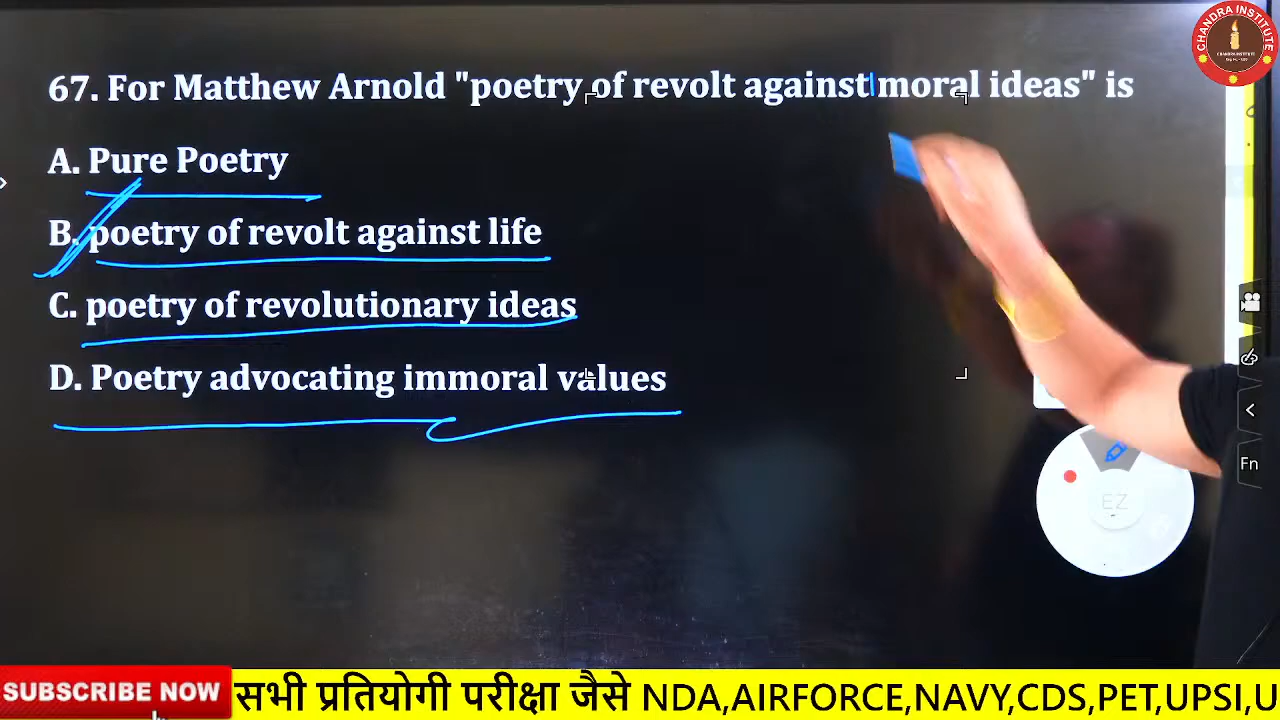 CHANDRA INSTITUTE
67. For Matthew Arnold "poetry of revolt against moral ideas" is
A. Pure Poetry
B. poetry of revolt against life
C. poetry of revolutionary ideas
D. Poetry advocating immoral values
Fn
EZ
SUBSCRIBE NOW
सभी प्रतियोगी परीक्षा जैसे NDA,AIRFORCE,NAVY,CDS,PET,UPSI,U